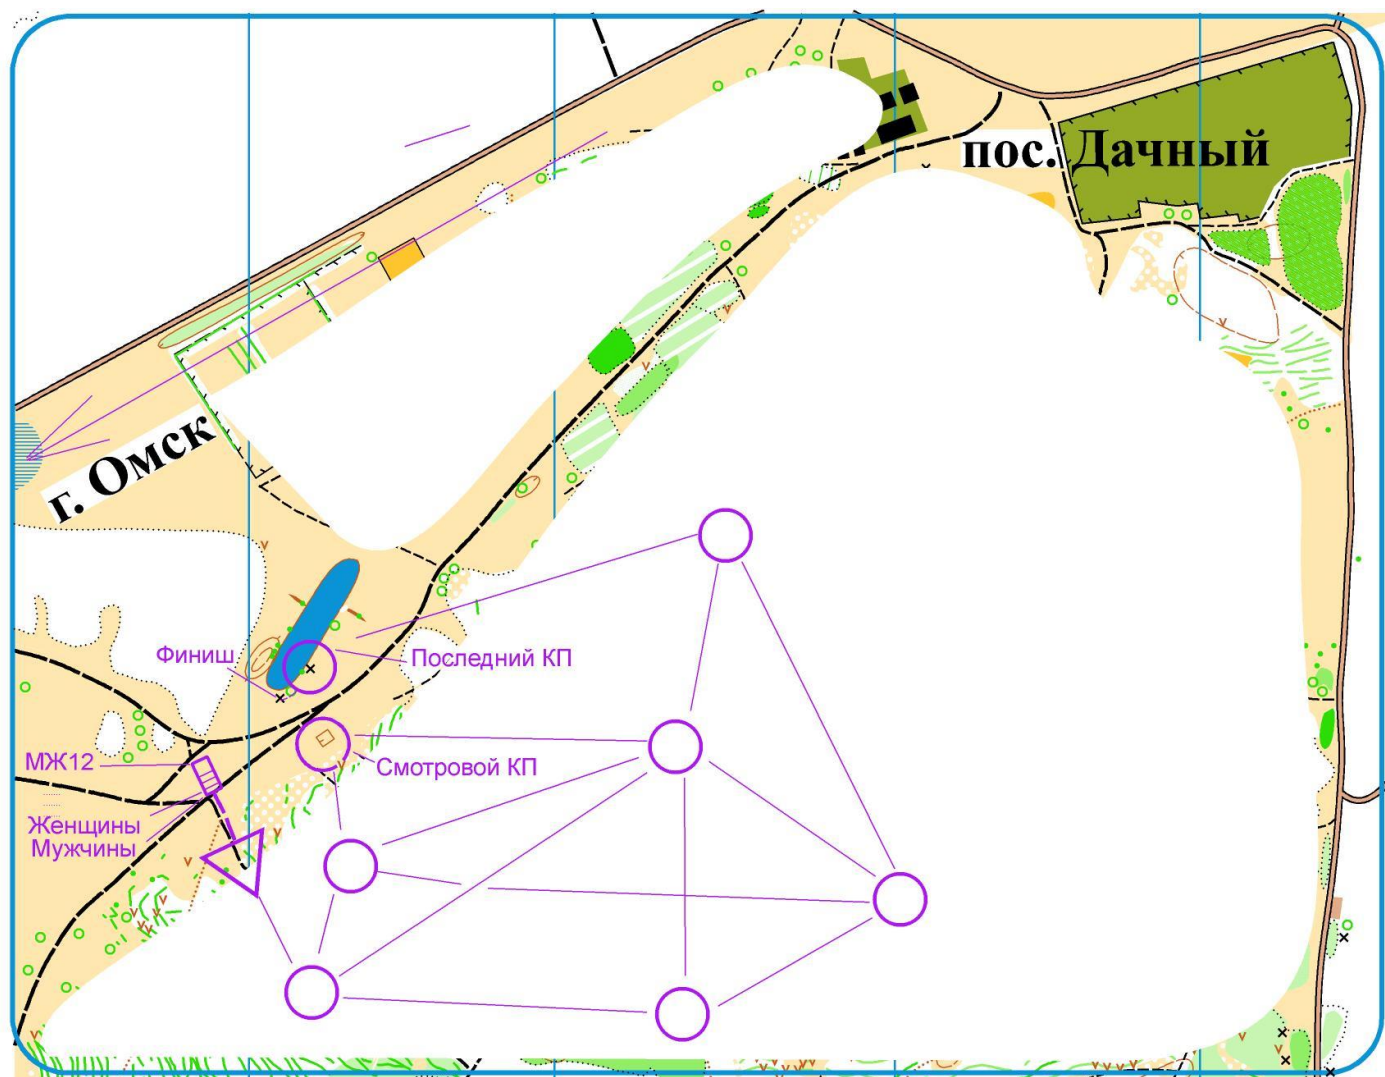 пос. Дачный
г. Омск
Финиш
Последний КП
МЖ12
Смотровой КП
Женщины
Мужчины